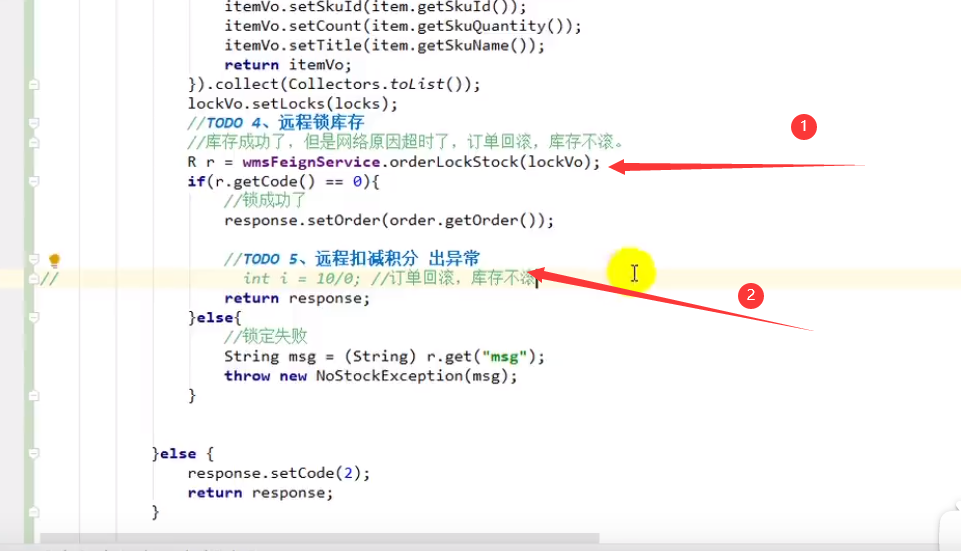 itemVo.setSkuId(item.getSkuId());
itemVo.setCount(item.getSkuQuantity());
itemVo.setTitle(item.getSkuName());
return itemVo;
}).collect(Collectors.toList());
lockVo.setLocks(locks);
//TODO 4、远程锁库存
//库存成功了，但是网络原因超时了，订单回滚，库存不滚。
1
R r = wmsFeignService.orderLockStock(lockVo);
if(r.getCode() == 0){
//锁成功了
response.setOrder(order.getOrder());
//TODO 5、远程扣减积分 出异常
// int i = 10/0; //订单回滚，库存不滚
2
return response;
}else{
//锁定失败
String msg = (String) r.get("msg");
throw new NoStockException(msg);
}
}else {
response.setCode(2);
return response;
}